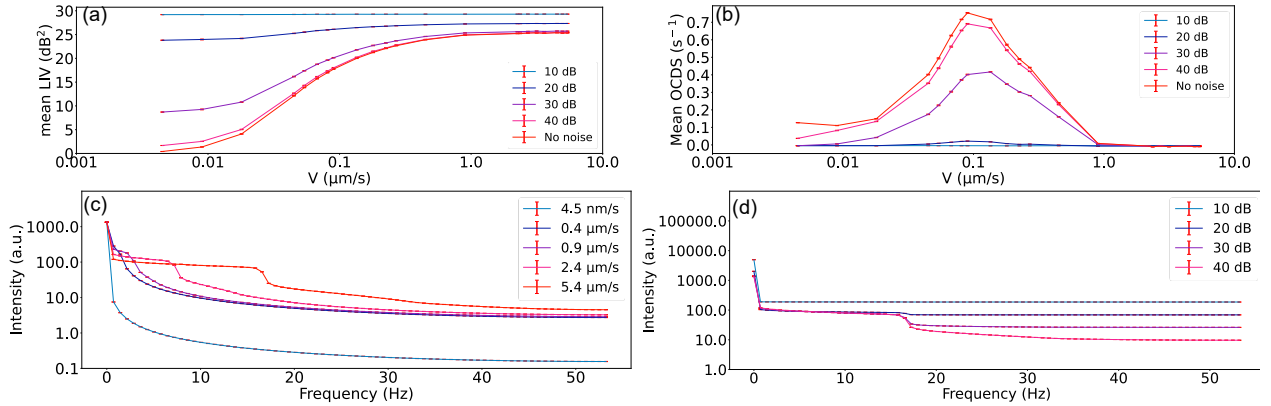 (a)
mean LIV (dB²)
30
25
20
15
10
5
0
0.001
0.01
0.1
1.0
10.0
V (μm/s)
10 dB
20 dB
30 dB
40 dB
No noise
(b)
Mean OCDS (s⁻¹)
0.7
0.6
0.5
0.4
0.3
0.2
0.1
0.0
0.001
0.01
0.1
1.0
10.0
V (μm/s)
10 dB
20 dB
30 dB
40 dB
No noise
(c)
Intensity (a.u.)
1000.0
100.0
10.0
1.0
0.1
0
10
20
30
40
50
Frequency (Hz)
4.5 nm/s
0.4 μm/s
0.9 μm/s
2.4 μm/s
5.4 μm/s
(d)
Intensity (a.u.)
100000.0
10000.0
1000.0
100.0
10.0
1.0
0
10
20
30
40
50
Frequency (Hz)
10 dB
20 dB
30 dB
40 dB